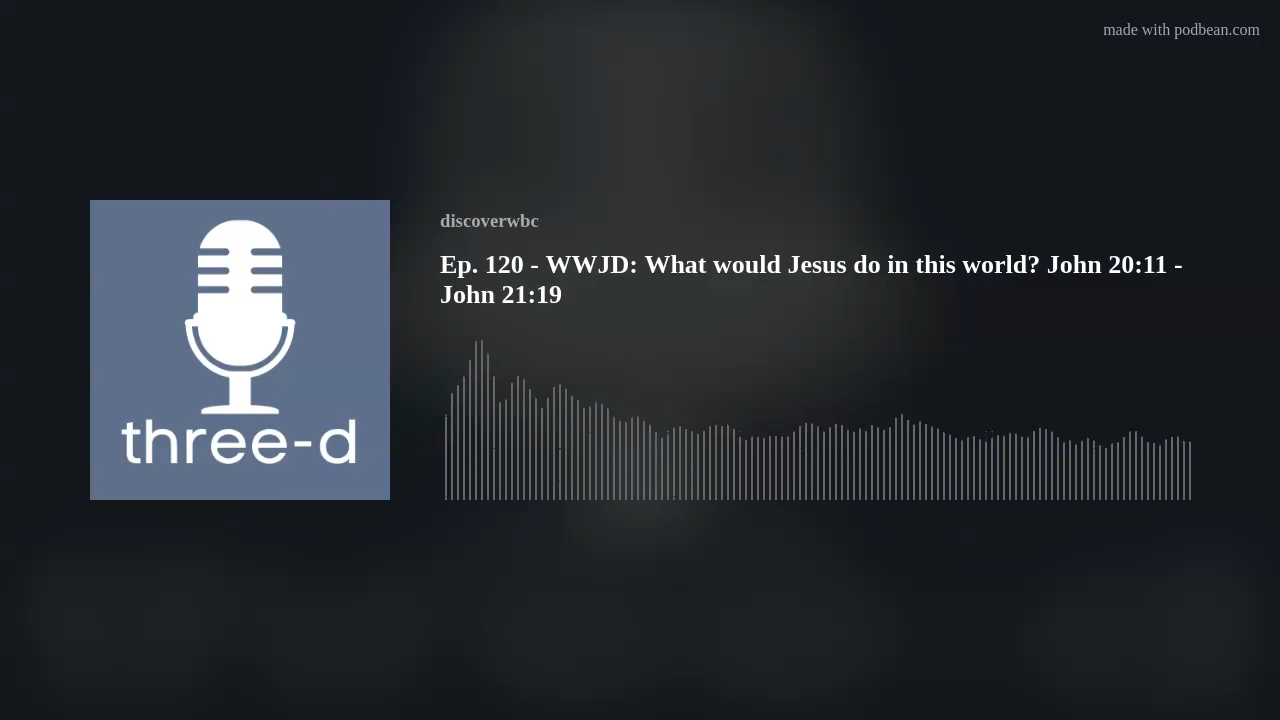 made with podbean.com
discoverwbc
Ep. 120 - WWJD: What would Jesus do in this world? John 20:11 -
John 21:19
three-d